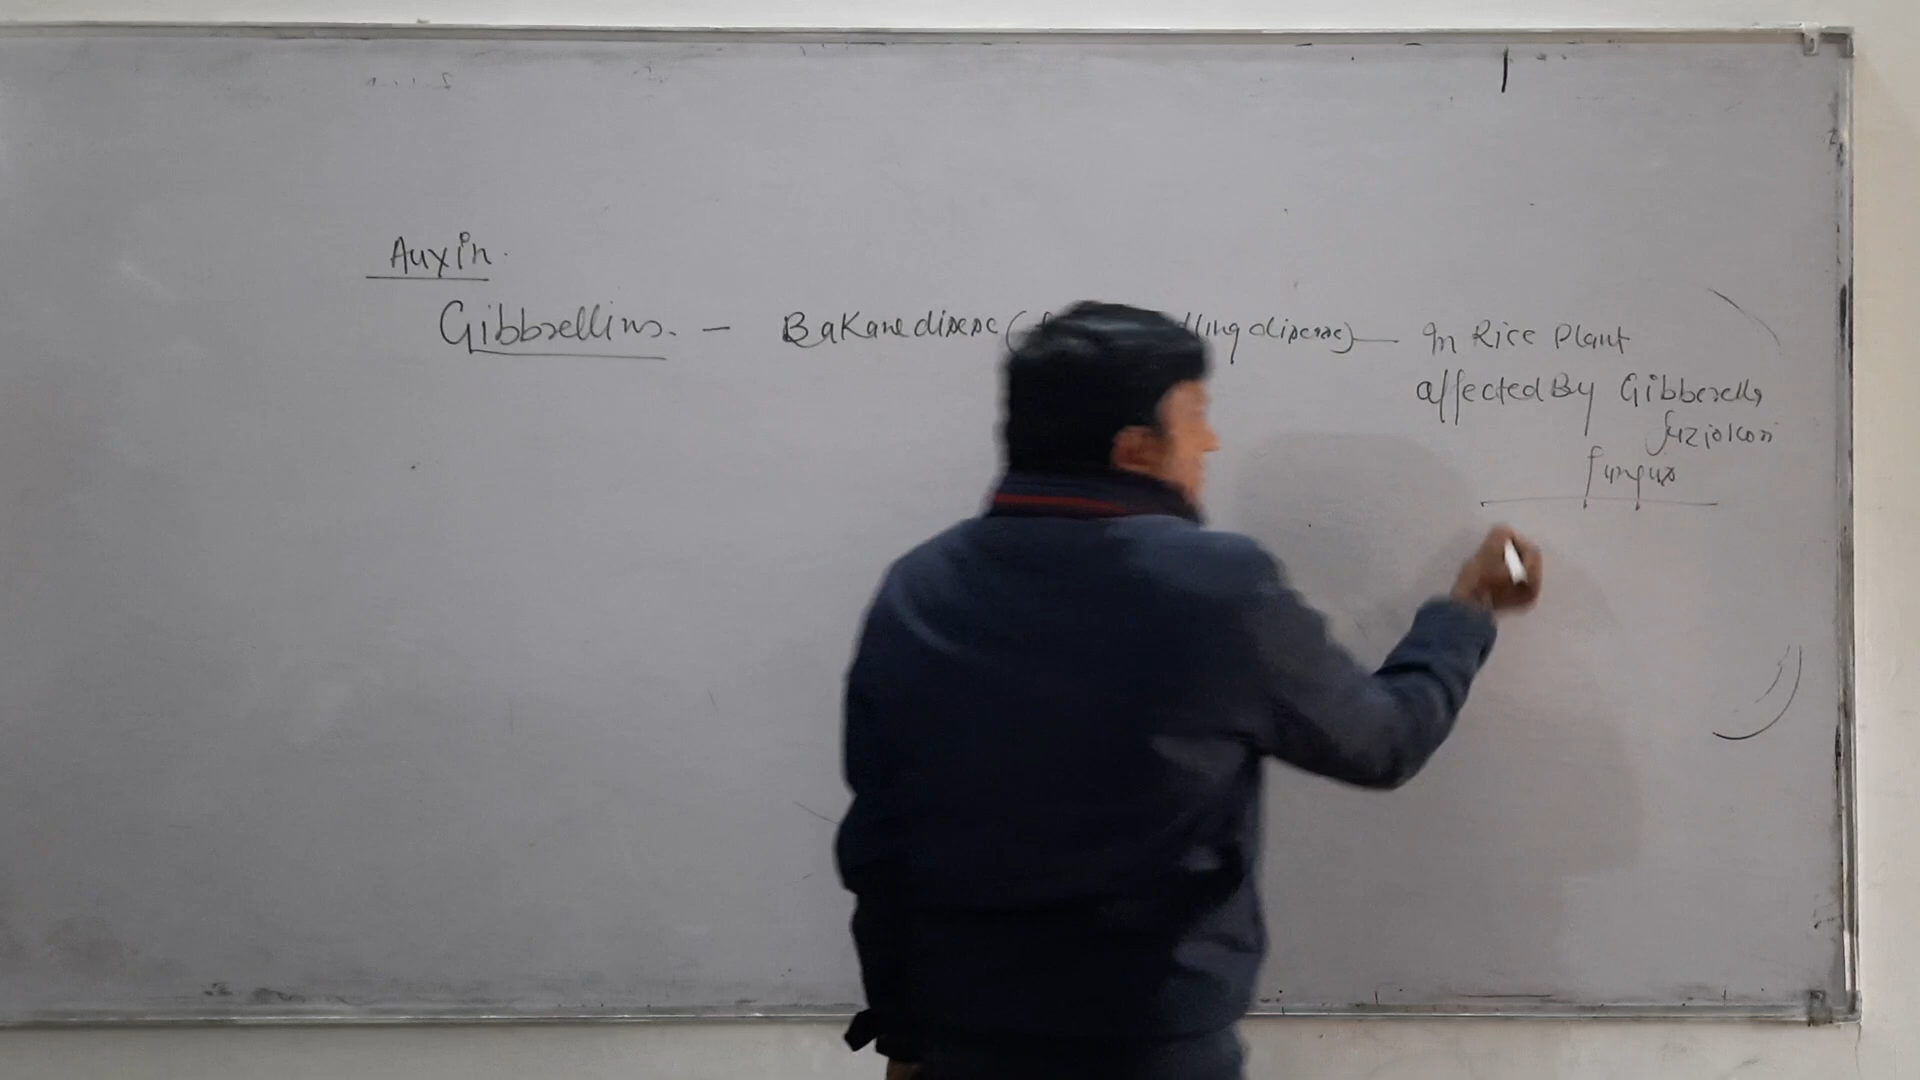 Auxin.
Gibbrellins. - Bakane disease ( lling disease) — In Rice Plant
affected By Gibberella
fuziokori
fungus